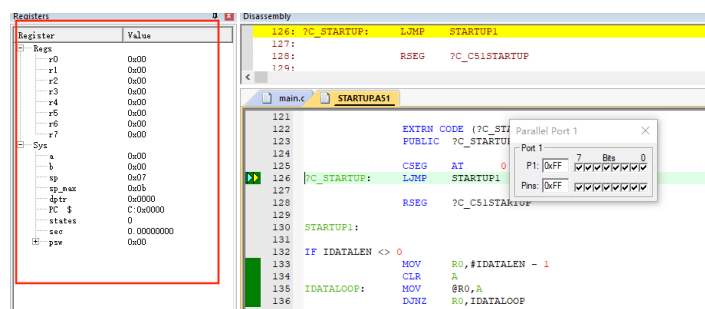 Registers
Register Value
Regs
r0 0x00
r1 0x00
r2 0x00
r3 0x00
r4 0x00
r5 0x00
r6 0x00
r7 0x00
Sys
a 0x00
b 0x00
sp 0x07
sp_max 0x0b
dptr 0x0000
PC $ C:0x0000
states 0
sec 0.00000000
psw 0x00
Disassembly
126: ?C_STARTUP: LJMP STARTUP1
127:
128: RSEG ?C_C51STARTUP
129:
main.c STARTUP.A51
121
122 EXTRN CODE (?C_STA
123 PUBLIC ?C_STARTU
124
125 CSEG AT 0
126 ?C_STARTUP: LJMP STARTUP1
127
128 RSEG ?C_C51STARTUP
129
130 STARTUP1:
131
132 IF IDATALEN <> 0
133 MOV R0,#IDATALEN - 1
134 CLR A
135 IDATALOOP: MOV @R0,A
136 DJNZ R0,IDATALOOP
Parallel Port 1
Port 1
7 Bits 0
P1: 0xFF
Pins: 0xFF